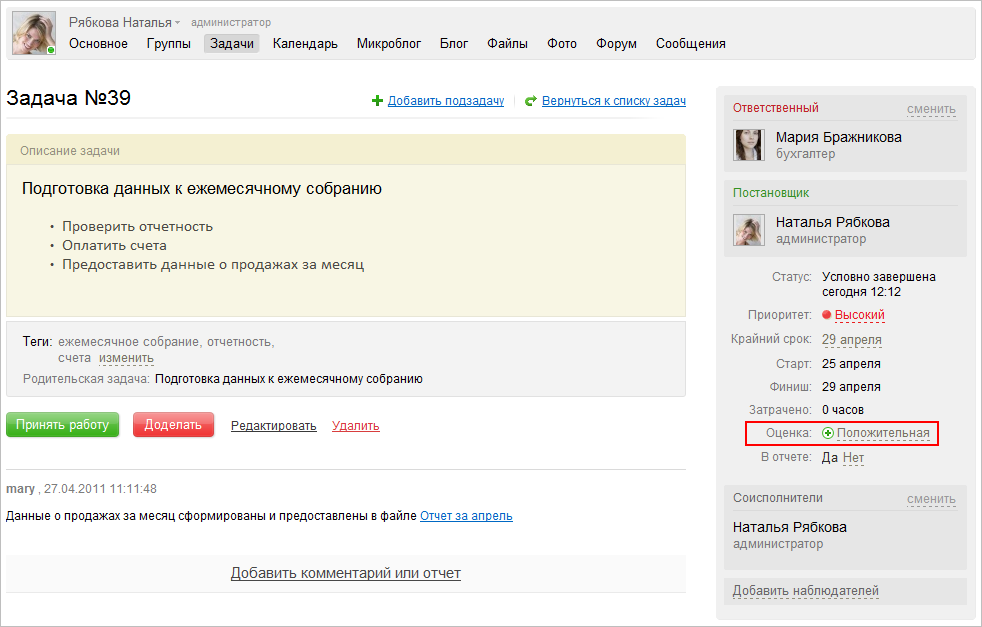 Рябкова Наталья администратор
Основное Группы Задачи Календарь Микроблог Блог Файлы Фото Форум Сообщения
Задача №39
Добавить подзадачу Вернуться к списку задач
Описание задачи
Подготовка данных к ежемесячному собранию
• Проверить отчетность
• Оплатить счета
• Предоставить данные о продажах за месяц
Теги: ежемесячное собрание, отчетность,
счета изменить
Родительская задача: Подготовка данных к ежемесячному собранию
Принять работу Доделать Редактировать Удалить
mary , 27.04.2011 11:11:48
Данные о продажах за месяц сформированы и предоставлены в файле Отчет за апрель
Добавить комментарий или отчет
Ответственный сменить
Мария Бражникова
бухгалтер
Постановщик
Наталья Рябкова
администратор
Статус: Условно завершена
сегодня 12:12
Приоритет: Высокий
Крайний срок: 29 апреля
Старт: 25 апреля
Финиш: 29 апреля
Затрачено: 0 часов
Оценка: Положительная
В отчете: Да Нет
Соисполнители сменить
Наталья Рябкова
администратор
Добавить наблюдателей